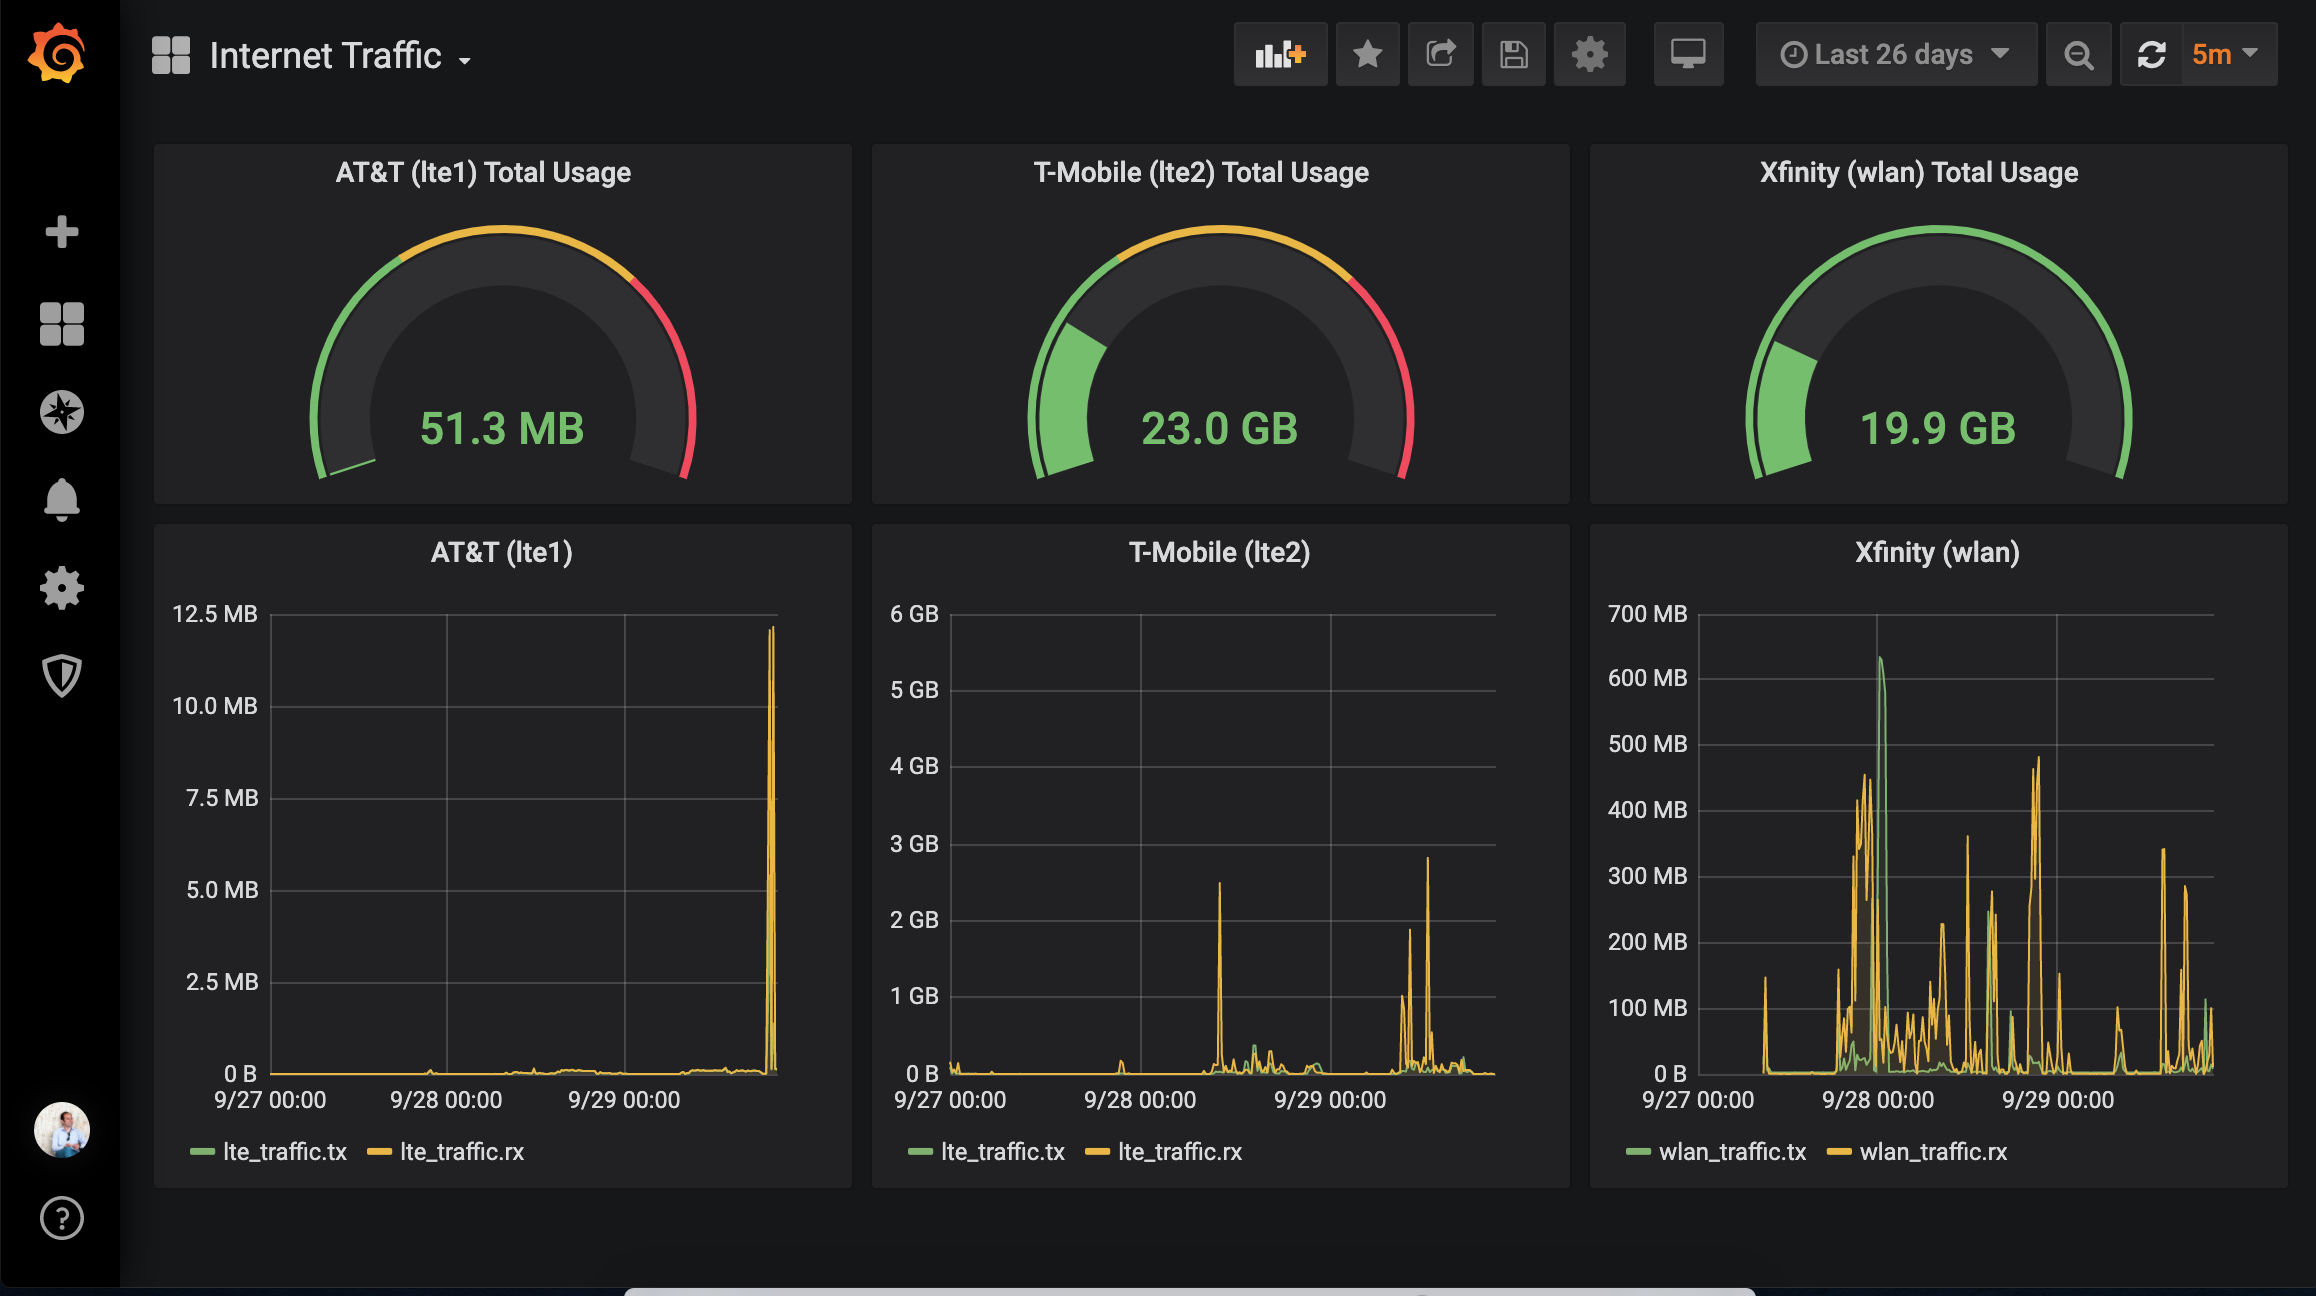 Internet Traffic
Last 26 days
5m
AT&T (lte1) Total Usage
51.3 MB
T-Mobile (lte2) Total Usage
23.0 GB
Xfinity (wlan) Total Usage
19.9 GB
AT&T (lte1)
12.5 MB
10.0 MB
7.5 MB
5.0 MB
2.5 MB
0 B
9/27 00:00 9/28 00:00 9/29 00:00
lte_traffic.tx lte_traffic.rx
T-Mobile (lte2)
6 GB
5 GB
4 GB
3 GB
2 GB
1 GB
0 B
9/27 00:00 9/28 00:00 9/29 00:00
lte_traffic.tx lte_traffic.rx
Xfinity (wlan)
700 MB
600 MB
500 MB
400 MB
300 MB
200 MB
100 MB
0 B
9/27 00:00 9/28 00:00 9/29 00:00
wlan_traffic.tx wlan_traffic.rx
?